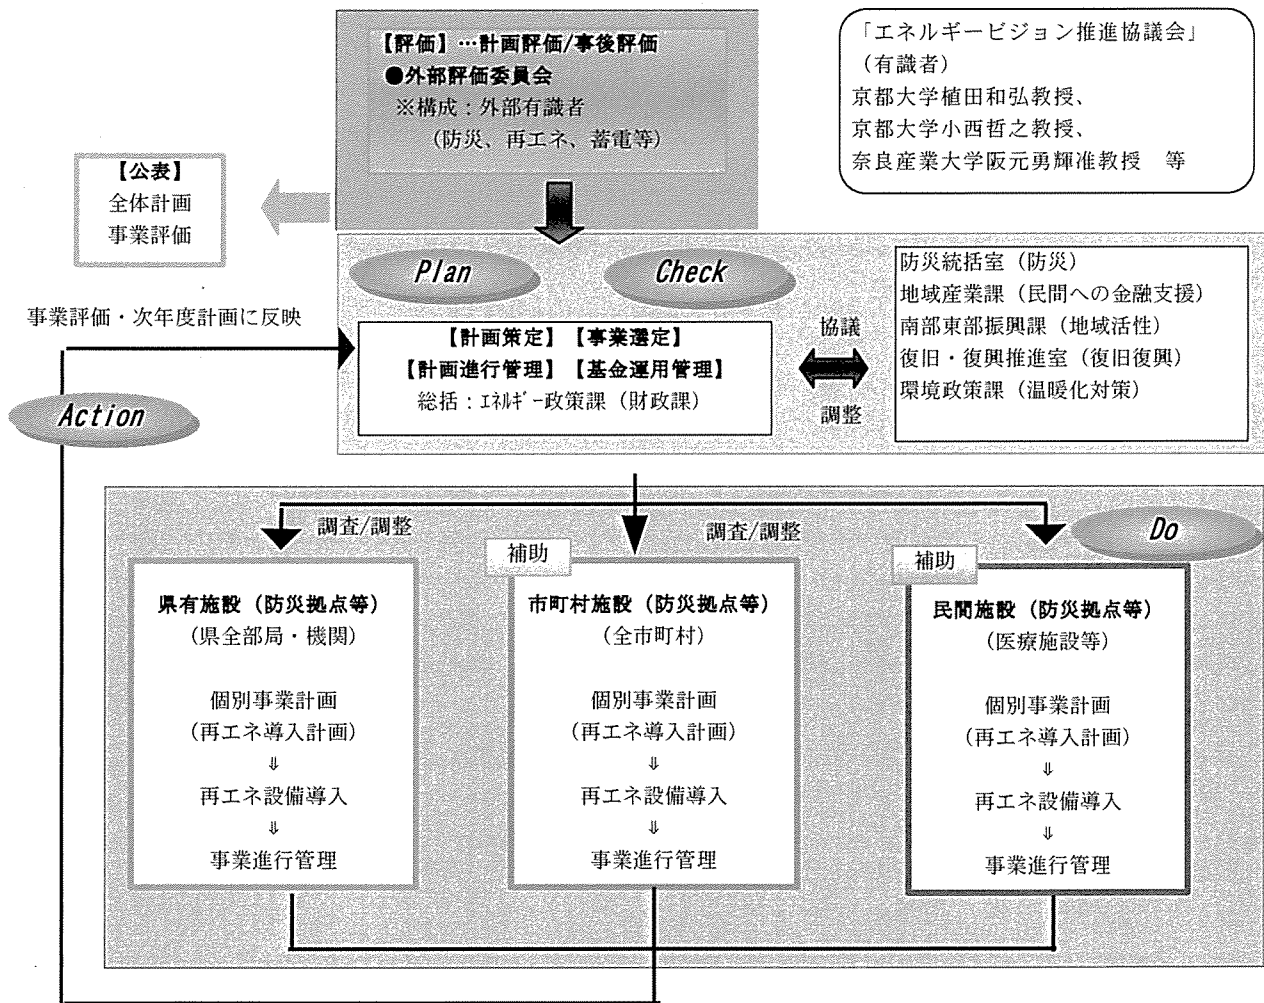 【評価】…計画評価/事後評価
●外部評価委員会
※構成：外部有識者
（防災、再エネ、蓄電等）
「エネルギービジョン推進協議会」
（有識者）
京都大学植田和弘教授、
京都大学小西哲之教授、
奈良産業大学阪元勇輝准教授　等
【公表】
全体計画
事業評価
Plan
Check
事業評価・次年度計画に反映
【計画策定】【事業選定】
【計画進行管理】【基金運用管理】
総括：ｴﾈﾙｷﾞｰ政策課（財政課）
協議
調整
防災統括室（防災）
地域産業課（民間への金融支援）
南部東部振興課（地域活性）
復旧・復興推進室（復旧復興）
環境政策課（温暖化対策）
Action
Do
調査/調整
調査/調整
県有施設（防災拠点等）
（県全部局・機関）
個別事業計画
（再エネ導入計画）
⇓
再エネ設備導入
⇓
事業進行管理
補助
市町村施設（防災拠点等）
（全市町村）
個別事業計画
（再エネ導入計画）
⇓
再エネ設備導入
⇓
事業進行管理
補助
民間施設（防災拠点等）
（医療施設等）
個別事業計画
（再エネ導入計画）
⇓
再エネ設備導入
⇓
事業進行管理